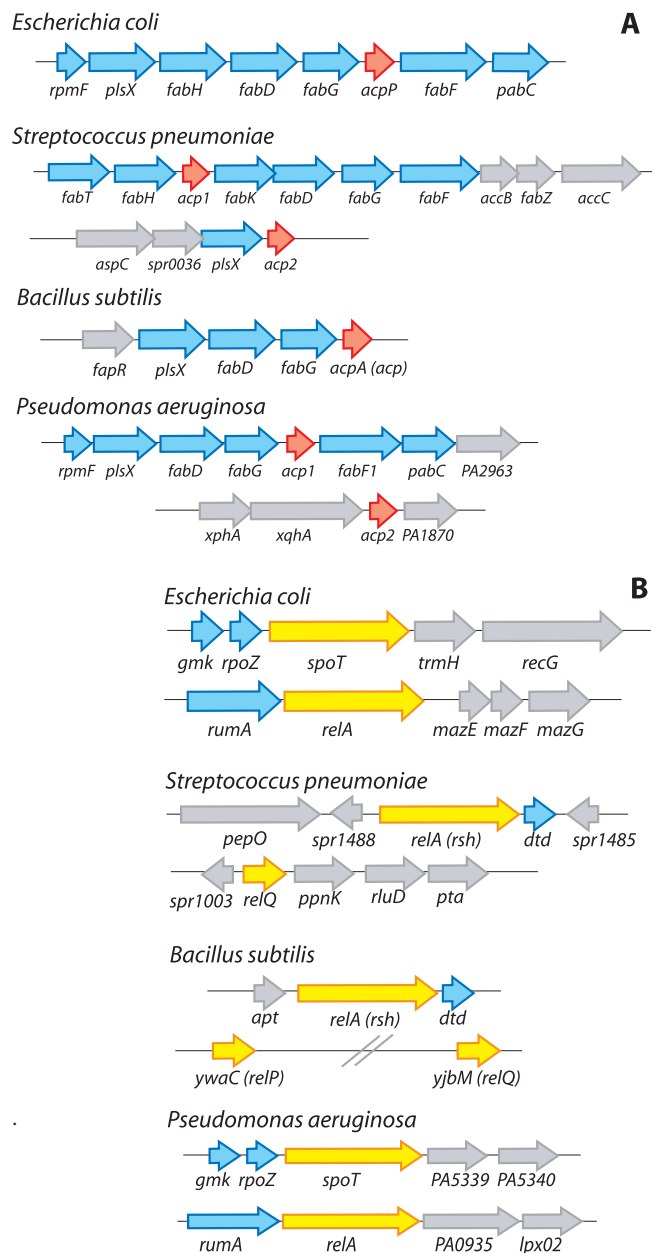 Escherichia coli
A
rpmF plsX fabH fabD fabG acpP fabF pabC
Streptococcus pneumoniae
fabT fabH acp1 fabK fabD fabG fabF accB fabZ accC
aspC spr0036 plsX acp2
Bacillus subtilis
fapR plsX fabD fabG acpA (acp)
Pseudomonas aeruginosa
rpmF plsX fabD fabG acp1 fabF1 pabC PA2963
xphA xqhA acp2 PA1870
B
Escherichia coli
gmk rpoZ spoT trmH recG
rumA relA mazE mazF mazG
Streptococcus pneumoniae
pepO spr1488 relA (rsh) dtd spr1485
spr1003 relQ ppnK rluD pta
Bacillus subtilis
apt relA (rsh) dtd
ywaC (relP) yjbM (relQ)
.
Pseudomonas aeruginosa
gmk rpoZ spoT PA5339 PA5340
rumA relA PA0935 lpx02